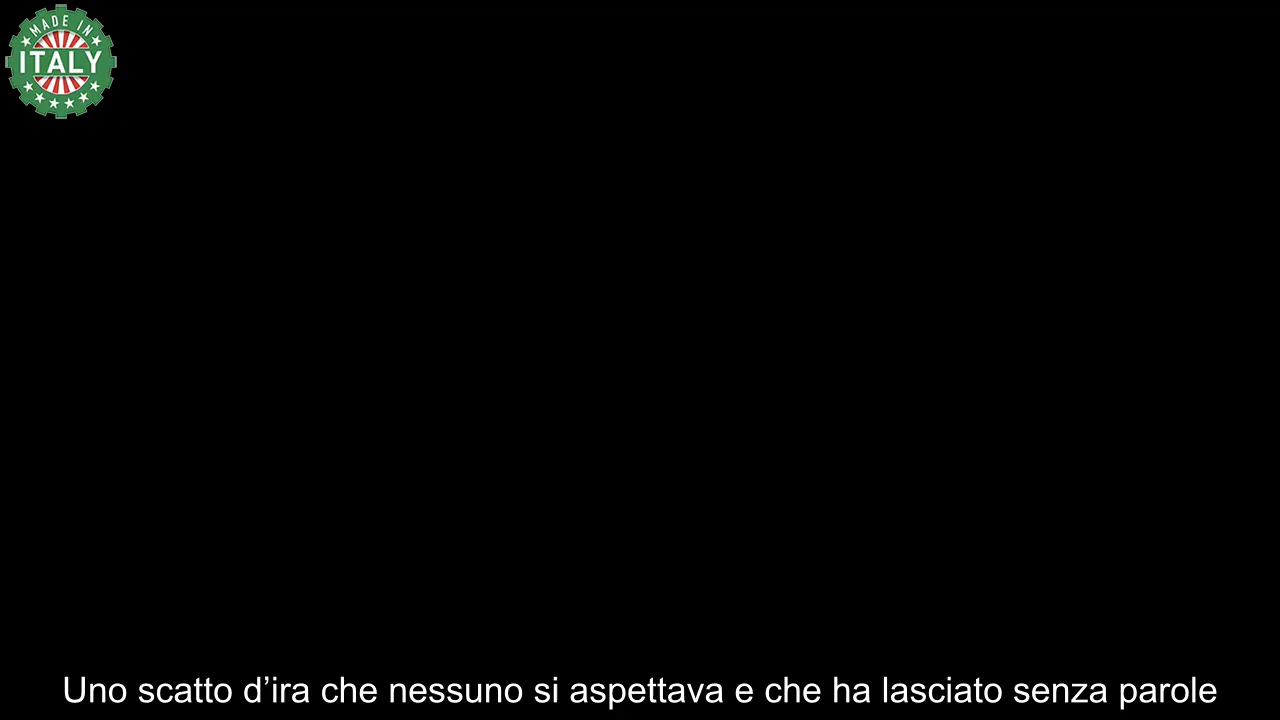 MADE IN
ITALY
Uno scatto d’ira che nessuno si aspettava e che ha lasciato senza parole